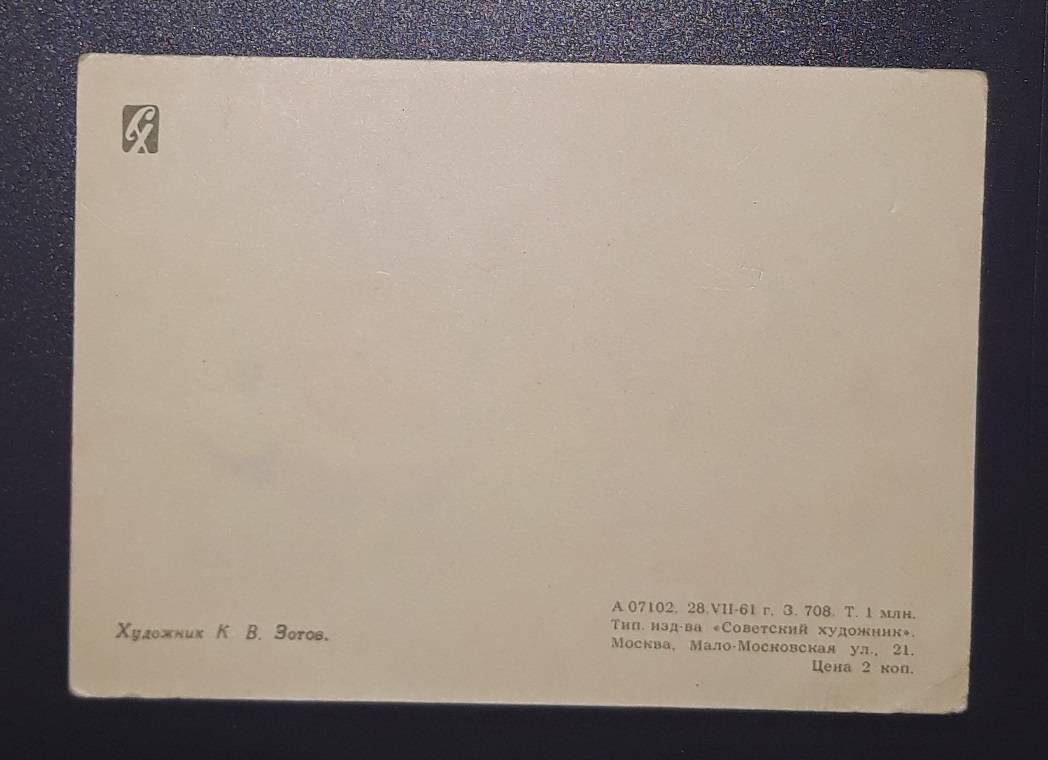 СХ
Художник К. В. Зотов.
А 07102. 28.VII-61 г. З. 708. Т. 1 млн.
Тип. изд-ва «Советский художник».
Москва, Мало-Московская ул., 21.
Цена 2 коп.